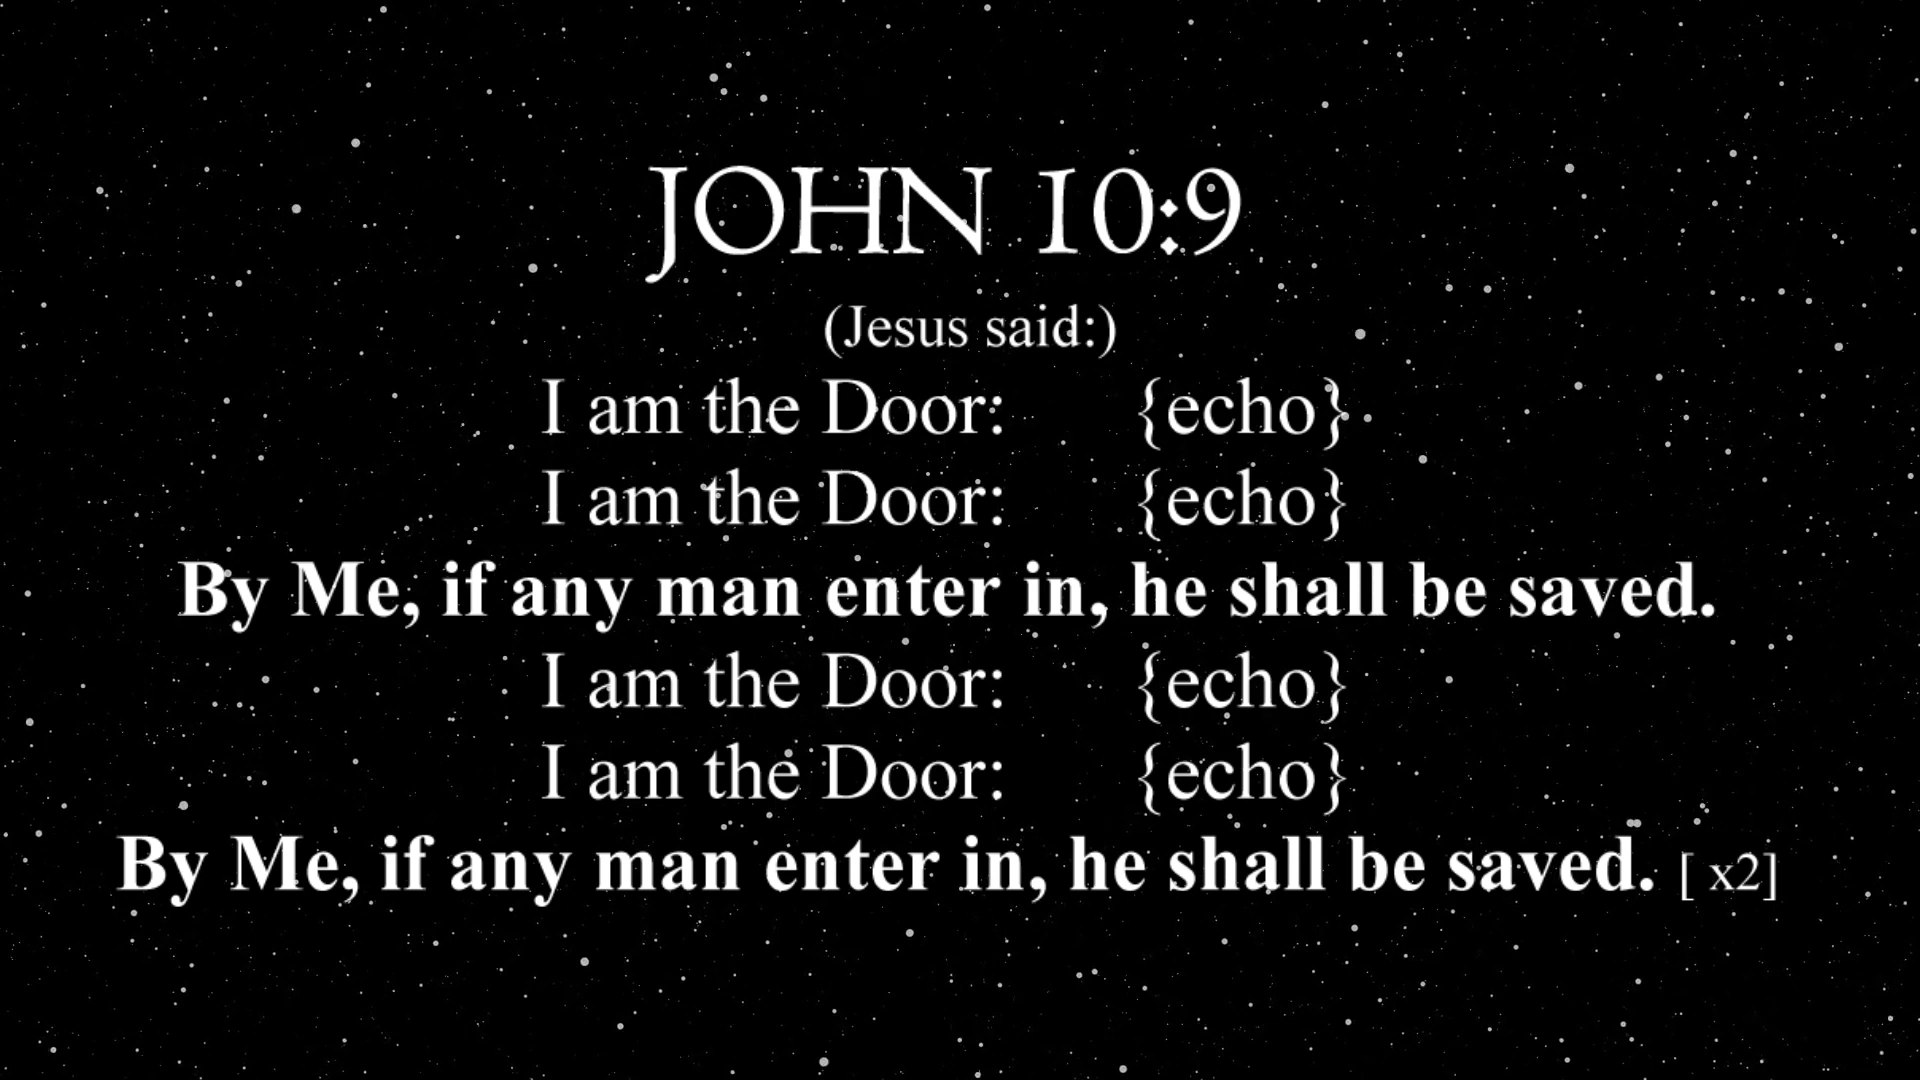 JOHN 10:9
(Jesus said:)
I am the Door: {echo}
I am the Door: {echo}
By Me, if any man enter in, he shall be saved.
I am the Door: {echo}
I am the Door: {echo}
By Me, if any man enter in, he shall be saved. [ x2]